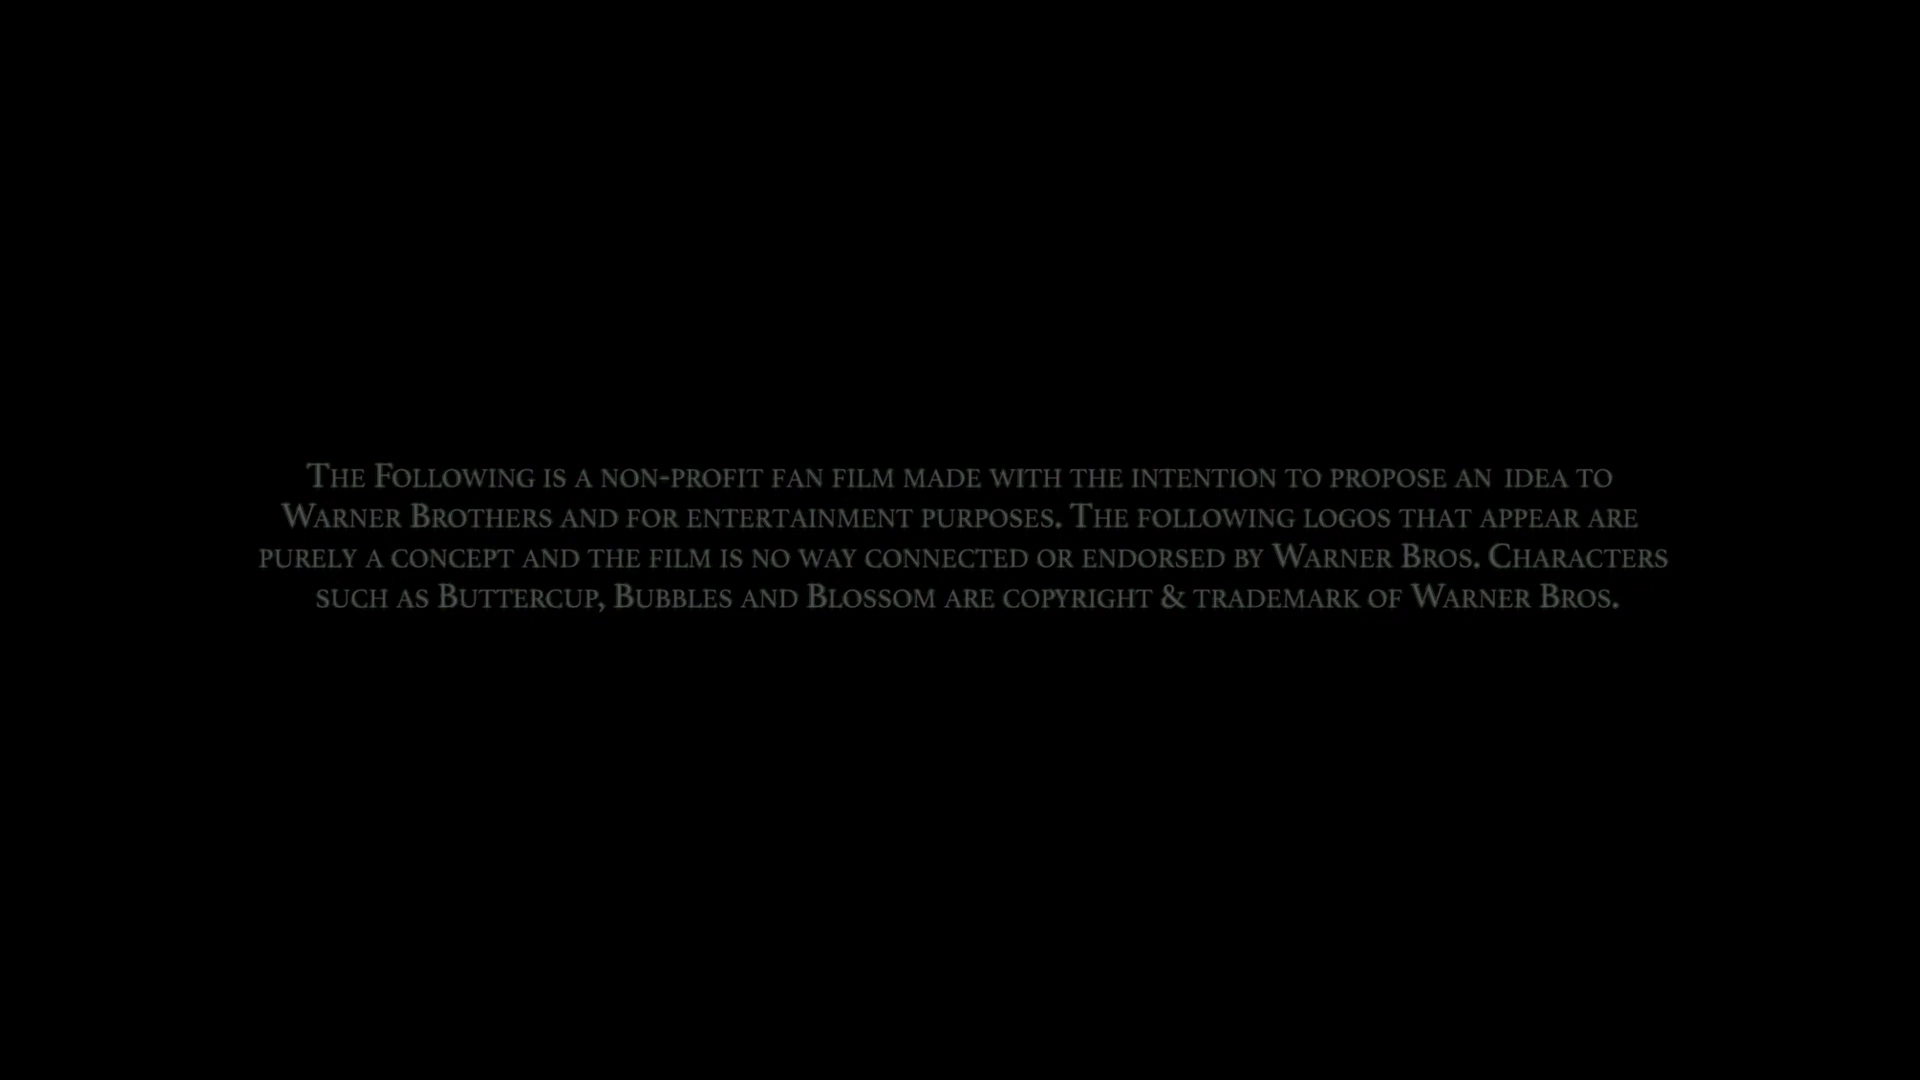 The Following is a non-profit fan film made with the intention to propose an idea to
Warner Brothers and for entertainment purposes. The following logos that appear are
purely a concept and the film is no way connected or endorsed by Warner Bros. Characters
such as Buttercup, Bubbles and Blossom are copyright & trademark of Warner Bros.